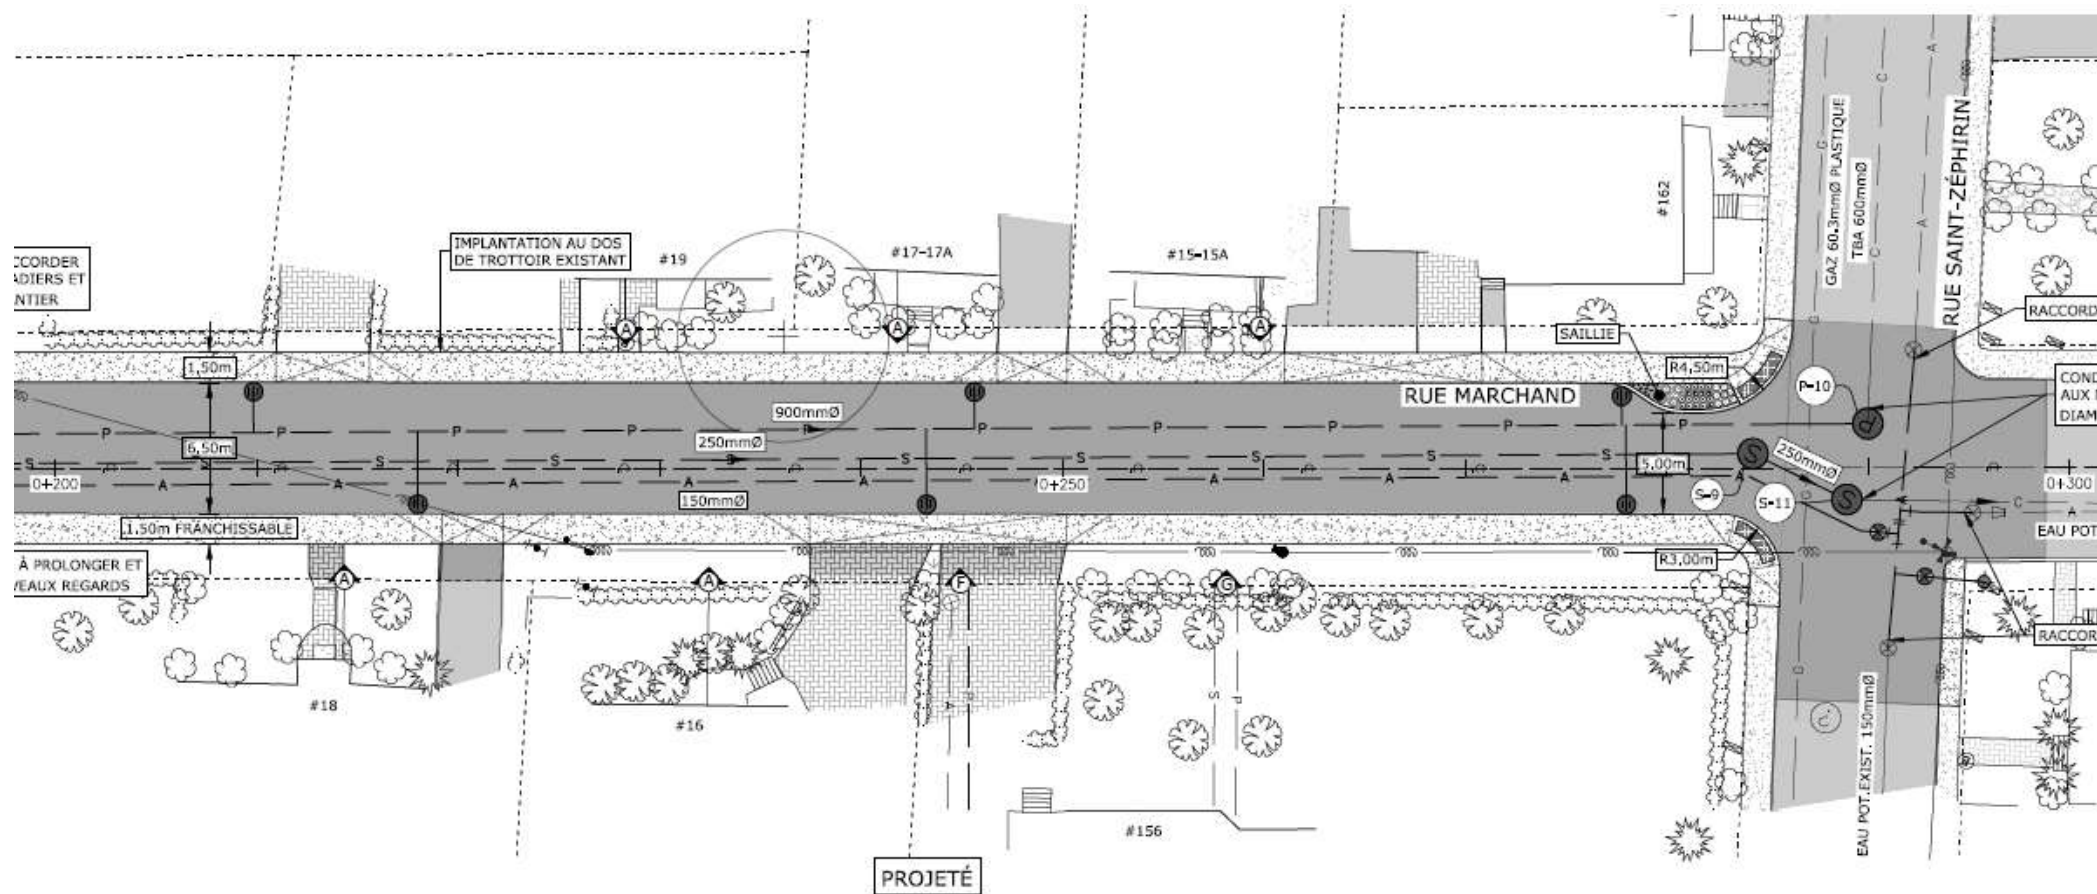 CCORDER
ADIERS ET
NTIER
IMPLANTATION AU DOS
DE TROTTOIR EXISTANT
#19
#17-17A
#15-15A
#162
GAZ 60.3mmØ PLASTIQUE
TBA 600mmØ
RUE SAINT-ZÉPHIRIN
RACCORD
SAILLIE
R4,50m
1,50m
RUE MARCHAND
P-10
COND
AUX
DIAM
900mmØ
250mmØ
6,50m
5,00m
250mmØ
0+200
150mmØ
0+250
S-9
S-11
0+300
1.50m FRANCHISSABLE
EAU POT
R3,00m
À PROLONGER ET
VEAUX REGARDS
A
A
A
A
A
F
G
P
S
S
RACCOR
#18
#16
#156
EAU POT.EXIST. 150mmØ
PROJETÉ